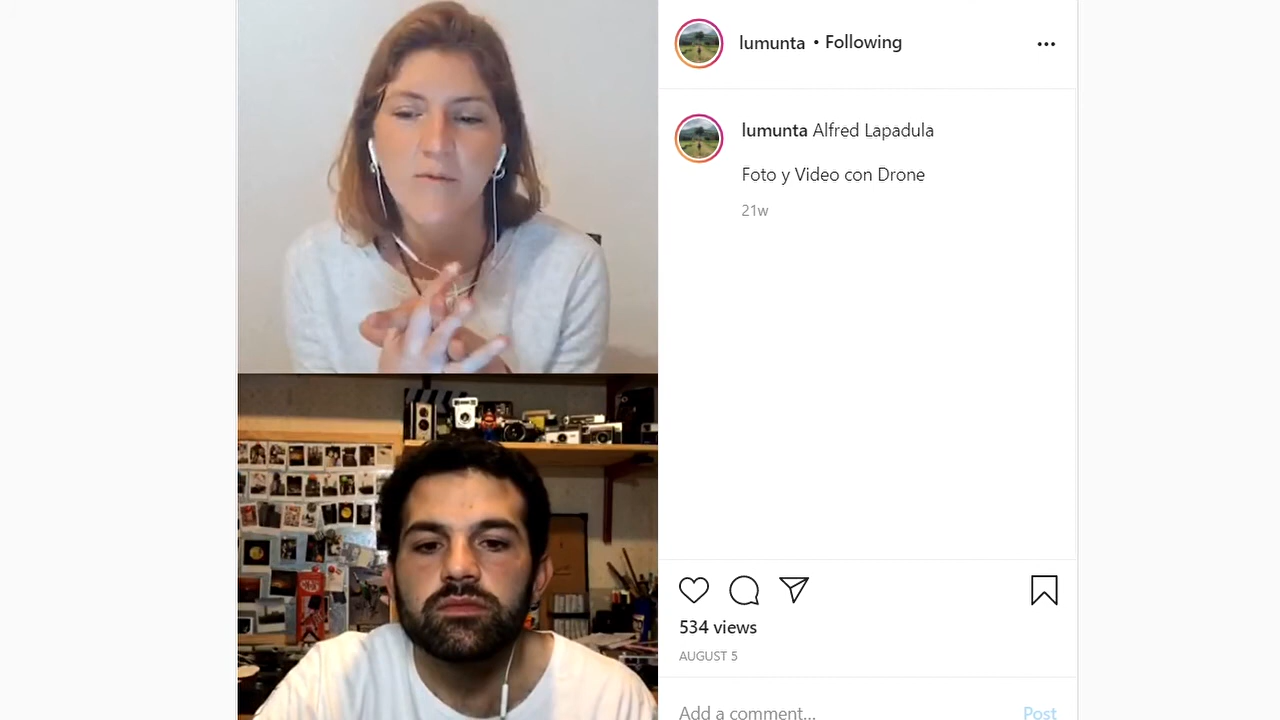 lumunta • Following
lumunta Alfred Lapadula
Foto y Video con Drone
21w
534 views
AUGUST 5
Add a comment...
Post